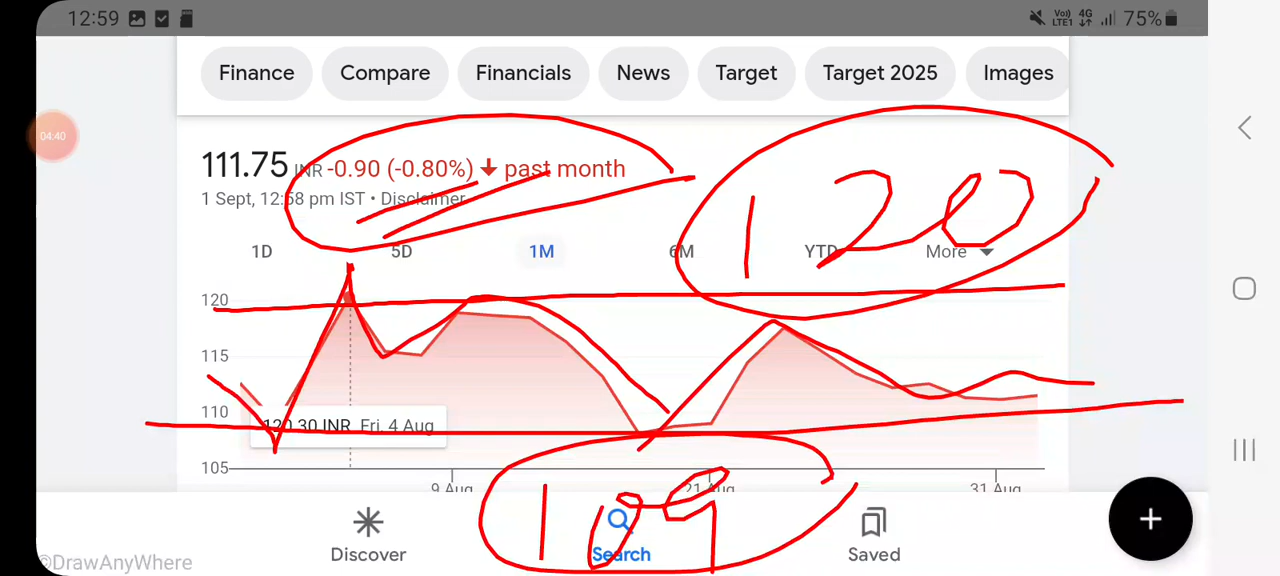 12:59 Vo)) LTE1 4G 75%
Finance Compare Financials News Target Target 2025 Images
04:40
111.75 INR -0.90 (-0.80%) past month
1 Sept, 12:58 pm IST • Disclaimer
120
1D 5D 1M 6M YTD More
120
115
110
120.30 INR Fri, 4 Aug
105
9 Aug 21 Aug 31 Aug
109
Discover Search Saved
©DrawAnyWhere